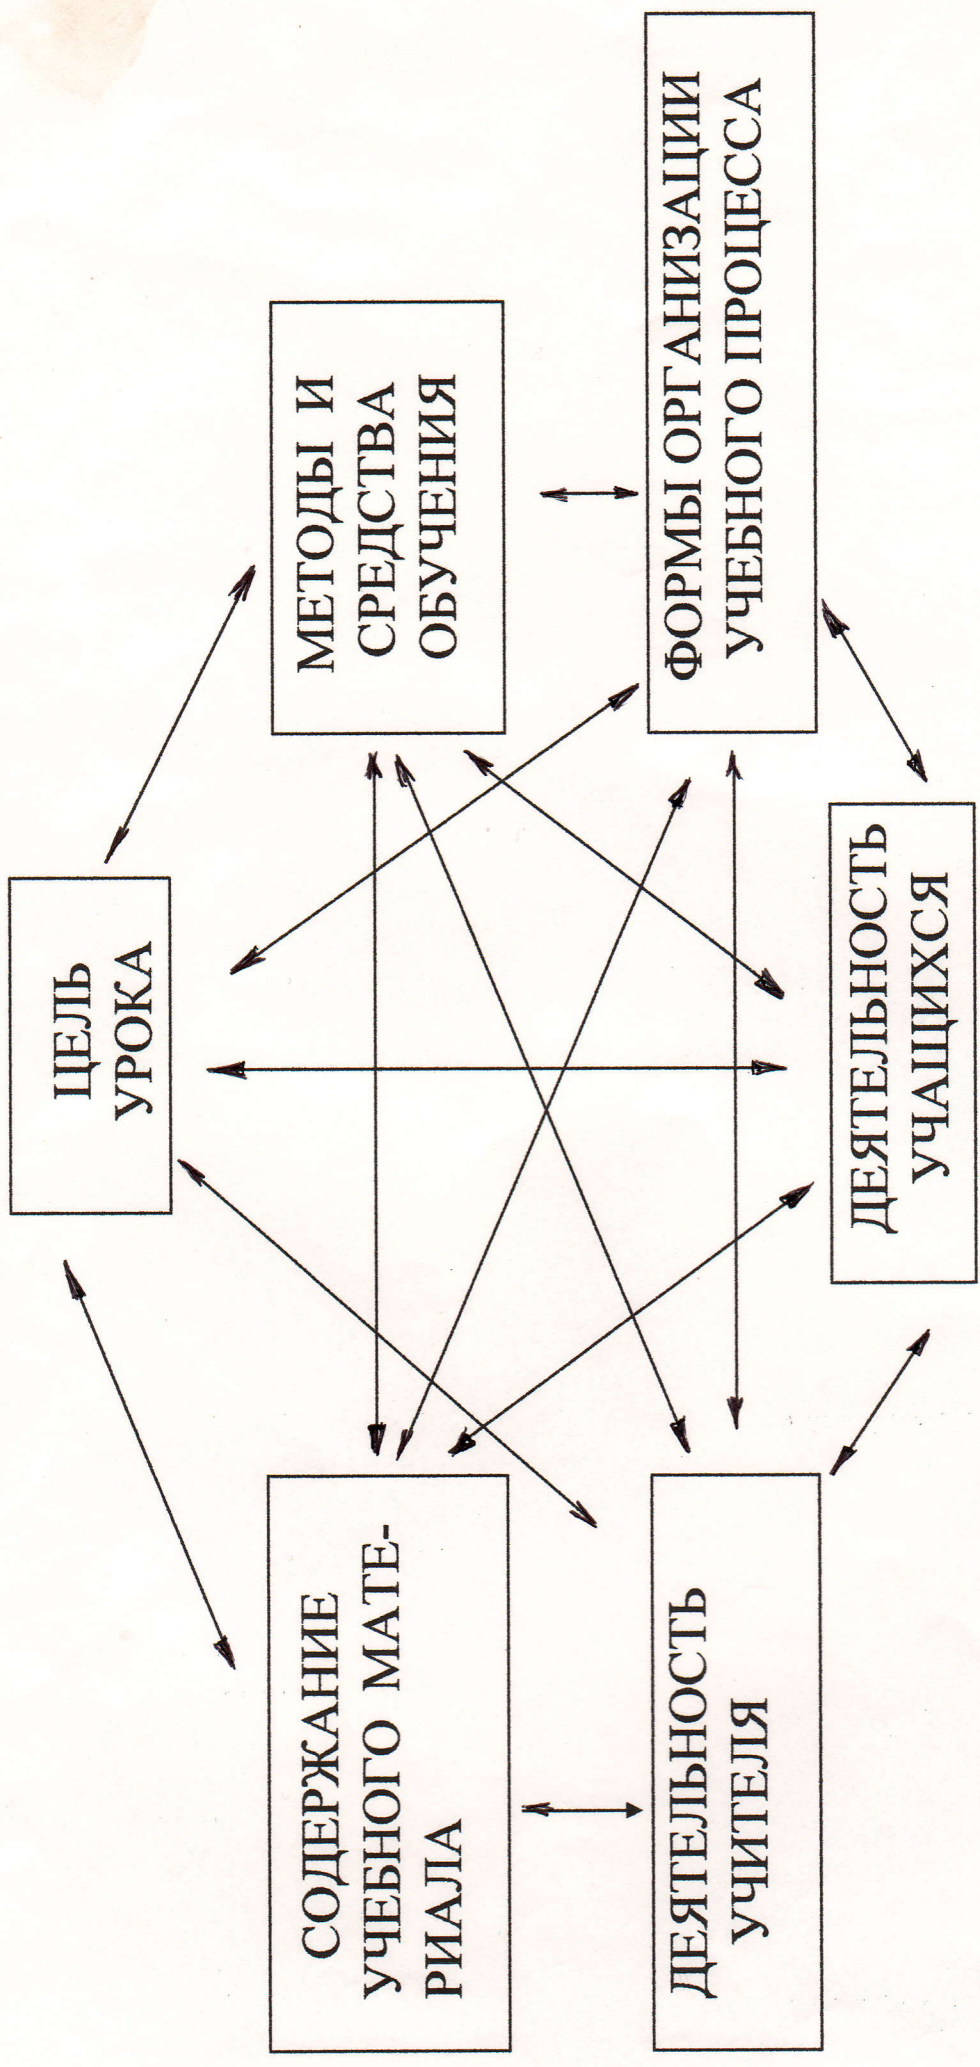 ЦЕЛЬ
УРОКА
СОДЕРЖАНИЕ
УЧЕБНОГО МАТЕ-
РИАЛА
МЕТОДЫ И
СРЕДСТВА
ОБУЧЕНИЯ
ДЕЯТЕЛЬНОСТЬ
УЧИТЕЛЯ
ФОРМЫ ОРГАНИЗАЦИИ
УЧЕБНОГО ПРОЦЕССА
ДЕЯТЕЛЬНОСТЬ
УЧАЩИХСЯ